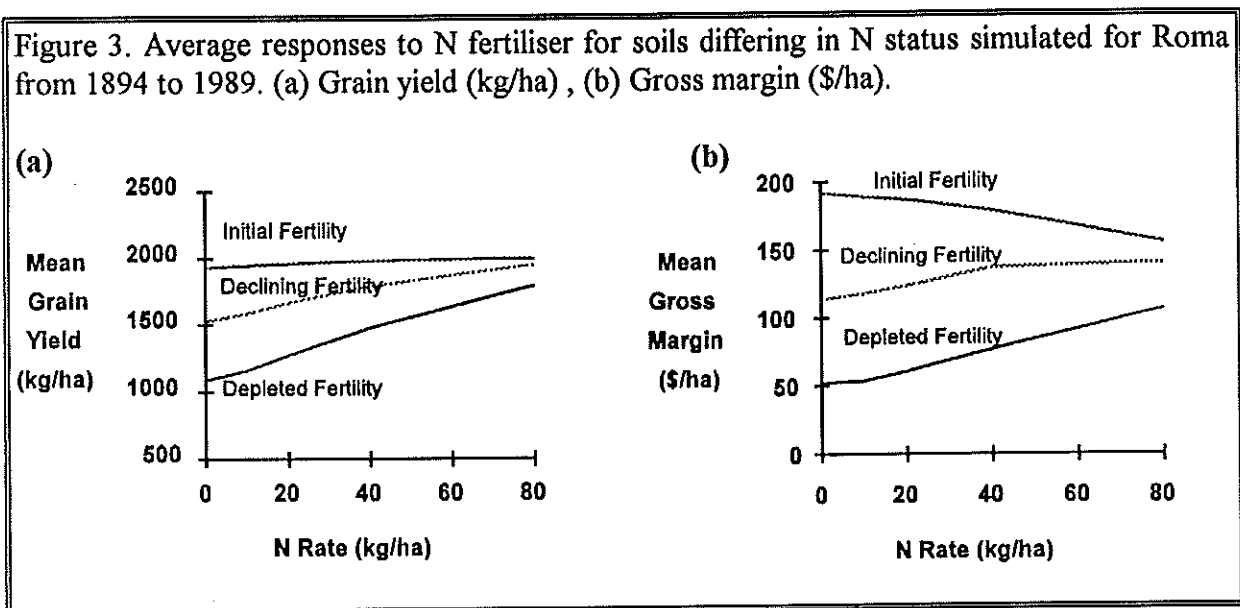 Figure 3. Average responses to N fertiliser for soils differing in N status simulated for Roma
from 1894 to 1989. (a) Grain yield (kg/ha) , (b) Gross margin ($/ha).
(a)
2500
2000
1500
1000
500
Mean
Grain
Yield
(kg/ha)
Initial Fertility
Declining Fertility
Depleted Fertility
0 20 40 60 80
N Rate (kg/ha)
(b)
200
150
100
50
0
Mean
Gross
Margin
($/ha)
Initial Fertility
Declining Fertility
Depleted Fertility
0 20 40 60 80
N Rate (kg/ha)